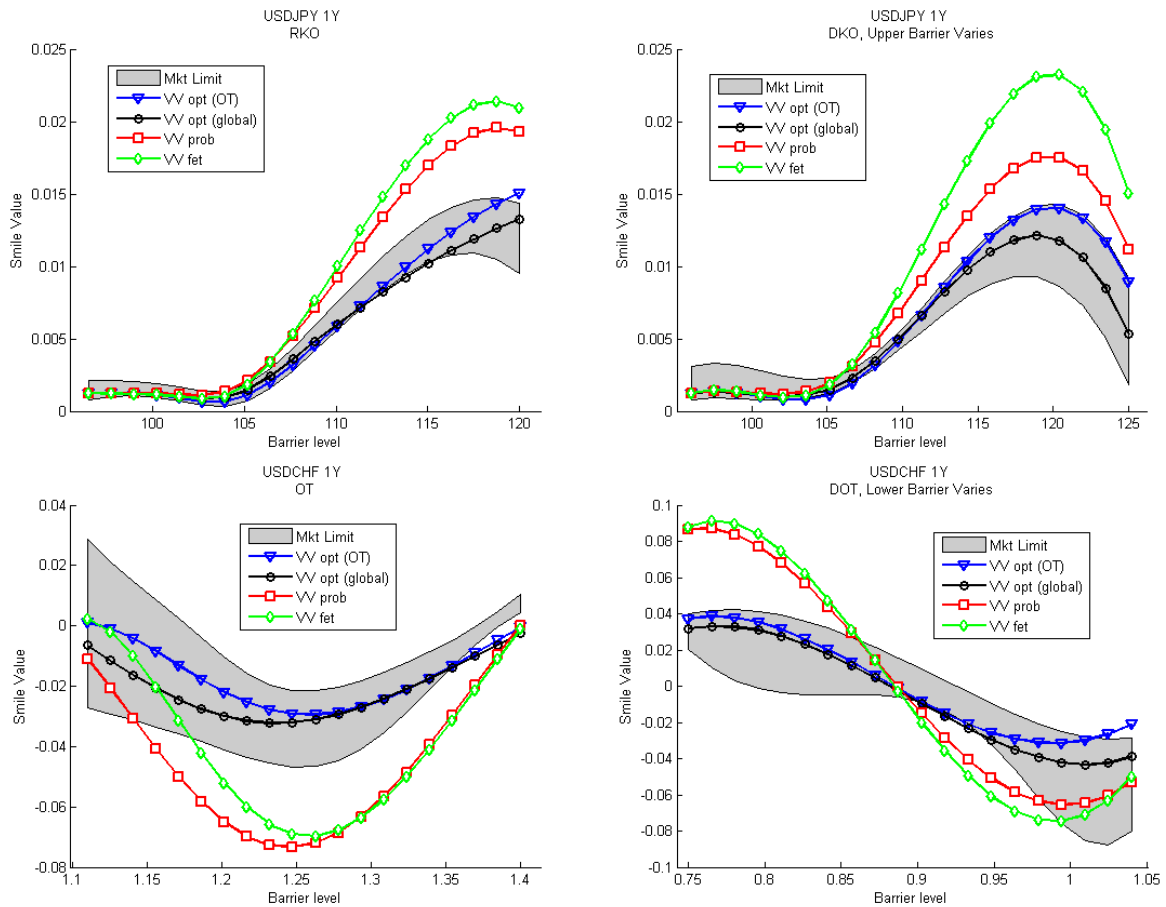 USDJPY 1Y
RKO
0.025
0.02
0.015
0.01
0.005
0
Smile Value
Mkt Limit
VV opt (OT)
VV opt (global)
VV prob
VV fet
100
105
110
115
120
Barrier level
USDJPY 1Y
DKO, Upper Barrier Varies
0.025
0.02
0.015
0.01
0.005
0
Smile Value
Mkt Limit
VV opt (OT)
VV opt (global)
VV prob
VV fet
100
105
110
115
120
125
Barrier level
USDCHF 1Y
OT
0.04
0.02
0
-0.02
-0.04
-0.06
-0.08
Smile Value
Mkt Limit
VV opt (OT)
VV opt (global)
VV prob
VV fet
1.1
1.15
1.2
1.25
1.3
1.35
1.4
Barrier level
USDCHF 1Y
DOT, Lower Barrier Varies
0.1
0.08
0.06
0.04
0.02
0
-0.02
-0.04
-0.06
-0.08
-0.1
Smile Value
Mkt Limit
VV opt (OT)
VV opt (global)
VV prob
VV fet
0.75
0.8
0.85
0.9
0.95
1
1.05
Barrier level